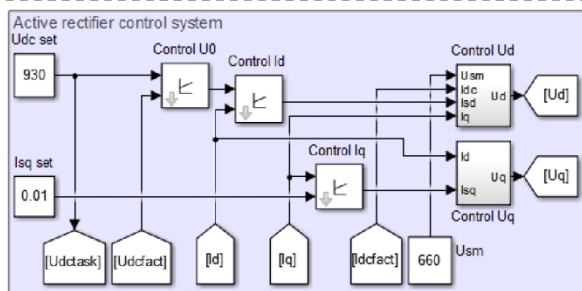 Active rectifier control system
Udc set
930
Control U0
Control Id
Control Ud
Usm
Idc
Isd
Iq
Ud
[Ud]
Isq set
0.01
Control Iq
Id
Isq
Uq
[Uq]
Control Uq
[Udctask]
[Udcfact]
[Id]
[Iq]
[Idcfact]
660
Usm